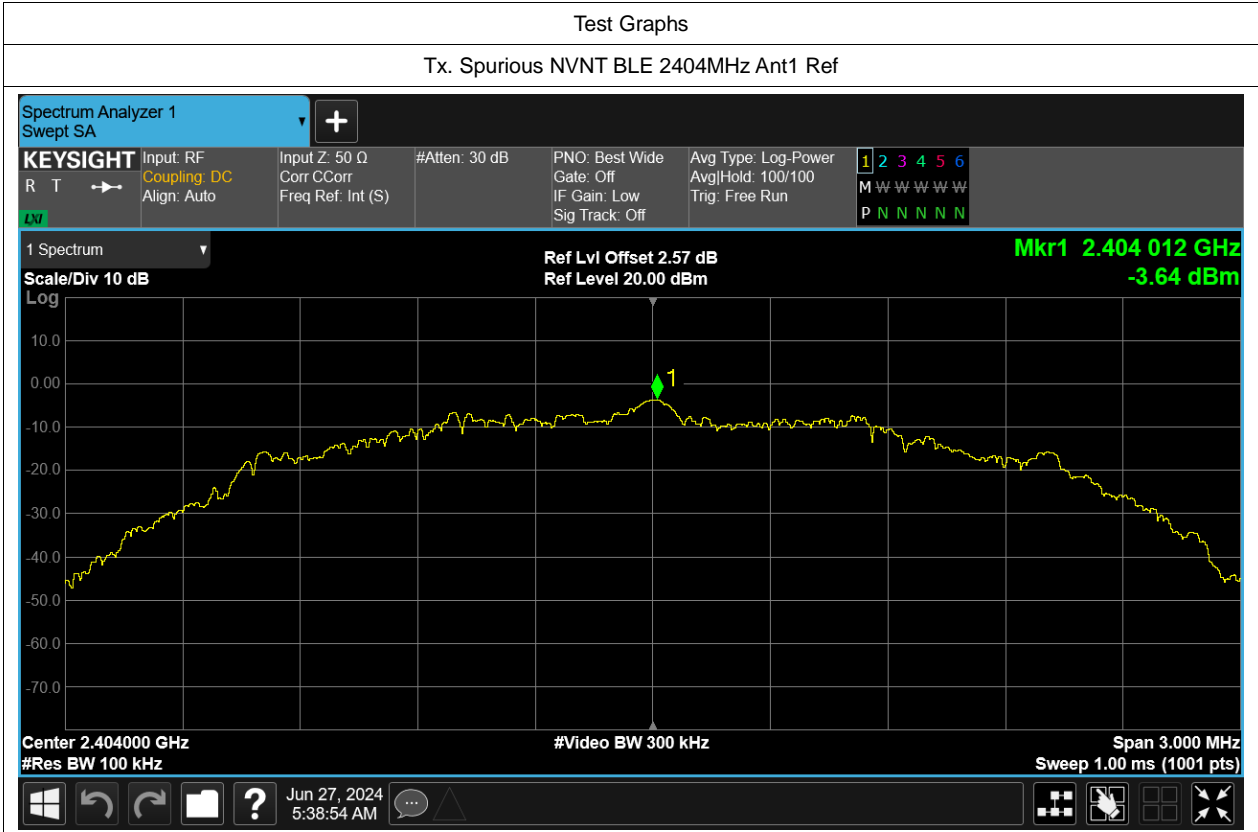 Test Graphs
Tx. Spurious NVNT BLE 2404MHz Ant1 Ref
Spectrum Analyzer 1
Swept SA
KEYSIGHT
R T
LXI
Input: RF
Coupling: DC
Align: Auto
Input Z: 50 Ω
Corr CCorr
Freq Ref: Int (S)
#Atten: 30 dB
PNO: Best Wide
Gate: Off
IF Gain: Low
Sig Track: Off
Avg Type: Log-Power
Avg|Hold: 100/100
Trig: Free Run
1 2 3 4 5 6
M W W W W W W
P N N N N N
1 Spectrum
Scale/Div 10 dB
Log
Ref Lvl Offset 2.57 dB
Ref Level 20.00 dBm
Mkr1 2.404 012 GHz
-3.64 dBm
10.0
0.00
-10.0
-20.0
-30.0
-40.0
-50.0
-60.0
-70.0
1
Center 2.404000 GHz
#Res BW 100 kHz
#Video BW 300 kHz
Span 3.000 MHz
Sweep 1.00 ms (1001 pts)
?
Jun 27, 2024
5:38:54 AM